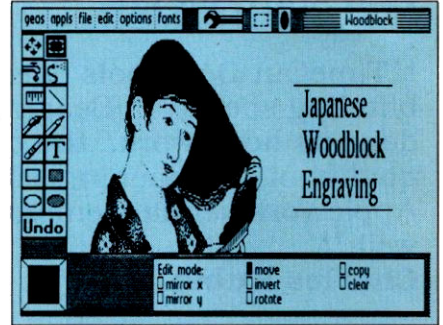 geos appls file edit options fonts
Woodblock
T
Japanese
Woodblock
Engraving
Undo
Edit mode: move copy
mirror x invert clear
mirror y rotate